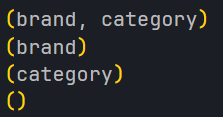 (brand, category)
(brand)
(category)
()